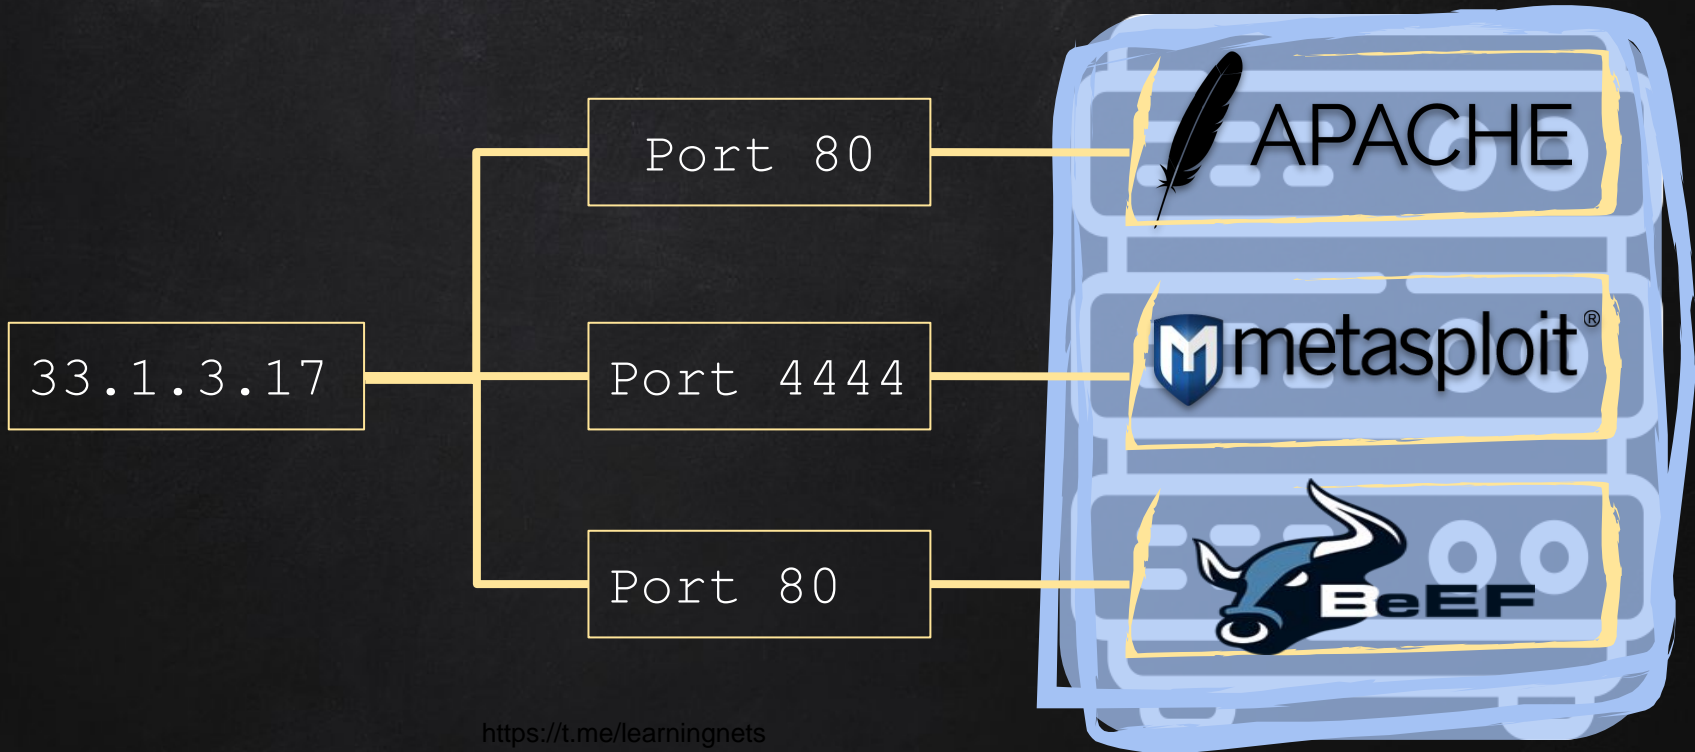 Port 80
APACHE
33.1.3.17
Port 4444
metasploit®
Port 80
BeEF
https://t.me/learningnets